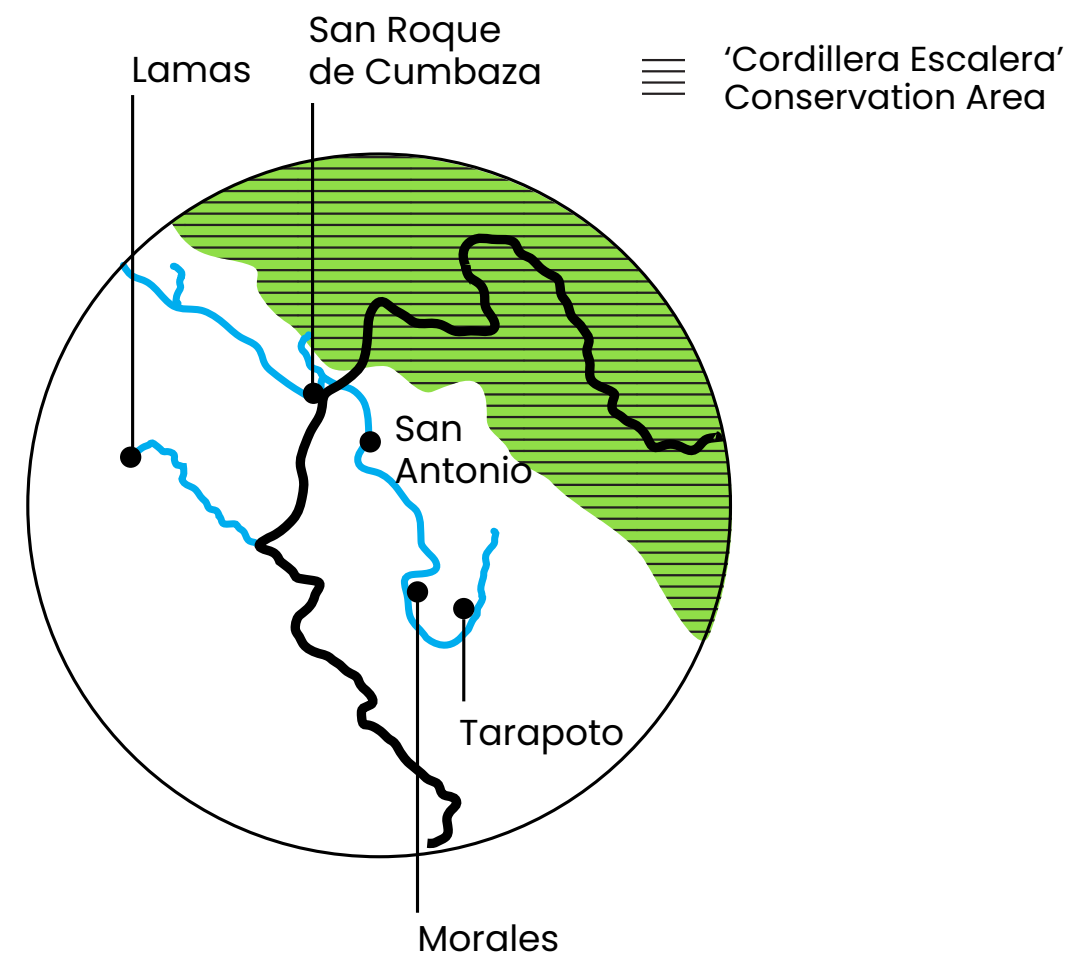 San Roque
de Cumbaza
Lamas
‘Cordillera Escalera’
Conservation Area
San
Antonio
Tarapoto
Morales